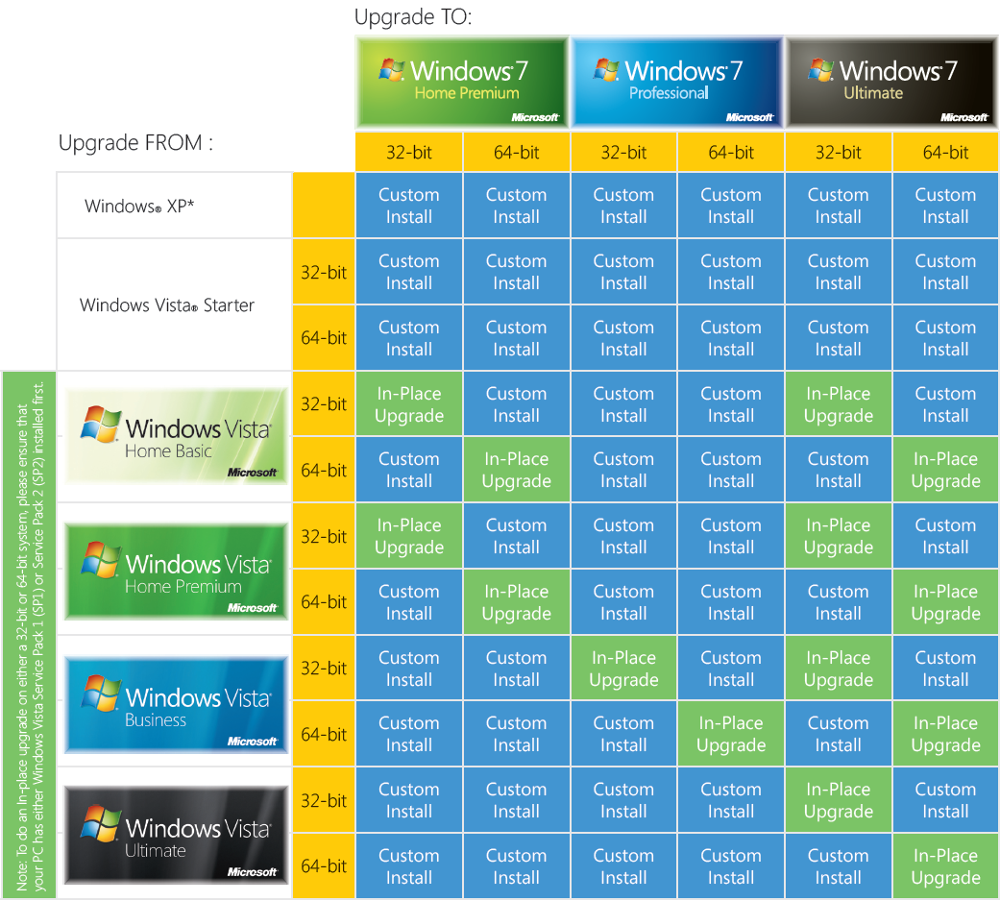 Upgrade TO:
Windows®7
Home Premium
Microsoft®
Windows®7
Professional
Microsoft®
Windows®7
Ultimate
Microsoft®
Upgrade FROM :
32-bit 64-bit 32-bit 64-bit 32-bit 64-bit
Windows® XP*
Custom Custom Custom Custom Custom Custom
Install Install Install Install Install Install
Windows Vista® Starter
32-bit
Custom Custom Custom Custom Custom Custom
Install Install Install Install Install Install
64-bit
Custom Custom Custom Custom Custom Custom
Install Install Install Install Install Install
Note: To do an In-place upgrade on either a 32-bit or 64-bit system, please ensure that
your PC has either Windows Vista Service Pack 1 (SP1) or Service Pack 2 (SP2) installed first.
Windows Vista®
Home Basic
Microsoft®
32-bit
In-Place Custom Custom Custom In-Place Custom
Upgrade Install Install Install Upgrade Install
64-bit
Custom In-Place Custom Custom Custom In-Place
Install Upgrade Install Install Install Upgrade
Windows Vista®
Home Premium
Microsoft®
32-bit
In-Place Custom Custom Custom In-Place Custom
Upgrade Install Install Install Upgrade Install
64-bit
Custom In-Place Custom Custom Custom In-Place
Install Upgrade Install Install Install Upgrade
Windows Vista®
Business
Microsoft®
32-bit
Custom Custom In-Place Custom In-Place Custom
Install Install Upgrade Install Upgrade Install
64-bit
Custom Custom Custom In-Place Custom In-Place
Install Install Install Upgrade Install Upgrade
Windows Vista®
Ultimate
Microsoft®
32-bit
Custom Custom Custom Custom In-Place Custom
Install Install Install Install Upgrade Install
64-bit
Custom Custom Custom Custom Custom In-Place
Install Install Install Install Install Upgrade